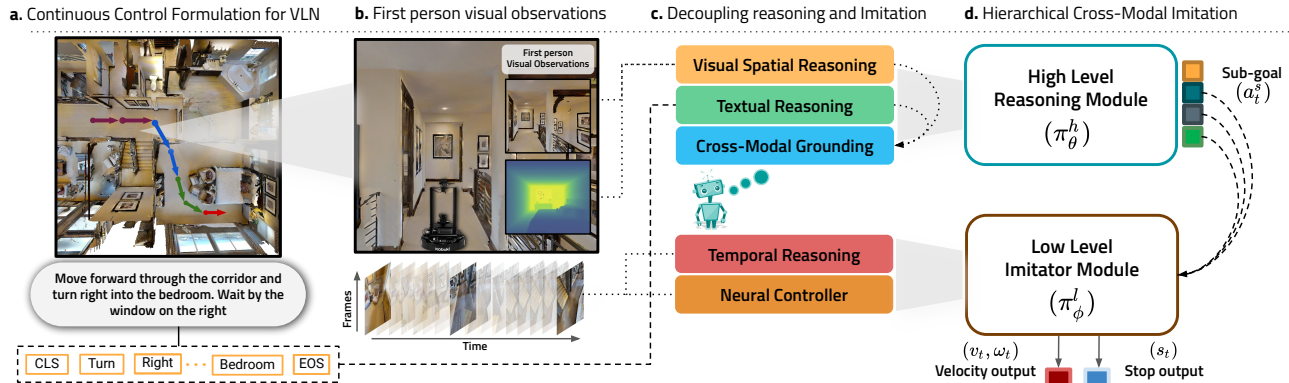 a. Continuous Control Formulation for VLN
b. First person visual observations
c. Decoupling reasoning and Imitation
d. Hierarchical Cross-Modal Imitation
First person
Visual Observations
Move forward through the corridor and
turn right into the bedroom. Wait by the
window on the right
CLS
Turn
Right
Bedroom
EOS
Frames
Time
Visual Spatial Reasoning
Textual Reasoning
Cross-Modal Grounding
Temporal Reasoning
Neural Controller
High Level
Reasoning Module
(π_θ^h)
Sub-goal
(a_t^s)
Low Level
Imitator Module
(π_ϕ^l)
(v_t, ω_t)
Velocity output
(s_t)
Stop output